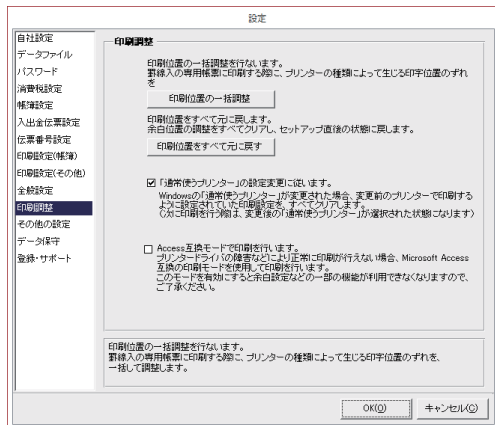 設定
自社設定
データファイル
パスワード
消費税設定
帳簿設定
入出金伝票設定
伝票番号設定
印刷設定(帳簿)
印刷設定(その他)
全般設定
印刷調整
その他の設定
データ保守
登録・サポート
印刷調整
印刷位置の一括調整を行ないます。
罫線入の専用帳票に印刷する際に、プリンターの種類によって生じる印字位置のずれ
を
印刷位置の一括調整
印刷位置をすべて元に戻します。
余白位置の調整をすべてクリアし、セットアップ直後の状態に戻します。
印刷位置をすべて元に戻す
「通常使うプリンター」の設定変更に従います。
Windowsの「通常使うプリンター」が変更された場合、変更前のプリンターで印刷する
ように設定されていた印刷設定を、すべてクリアします。
(次に印刷を行う際は、変更後の「通常使うプリンター」が選択された状態になります)
Access互換モードで印刷を行います。
プリンタードライバの障害などにより正常に印刷が行えない場合、Microsoft Access
互換の印刷モードを使用して印刷を行います。
このモードを有効にすると余白設定などの一部の機能が利用できなくなりますので、
ご了承ください。
印刷位置の一括調整を行ないます。
罫線入の専用帳票に印刷する際に、プリンターの種類によって生じる印字位置のずれを、
一括して調整します。
OK(O)
キャンセル(C)